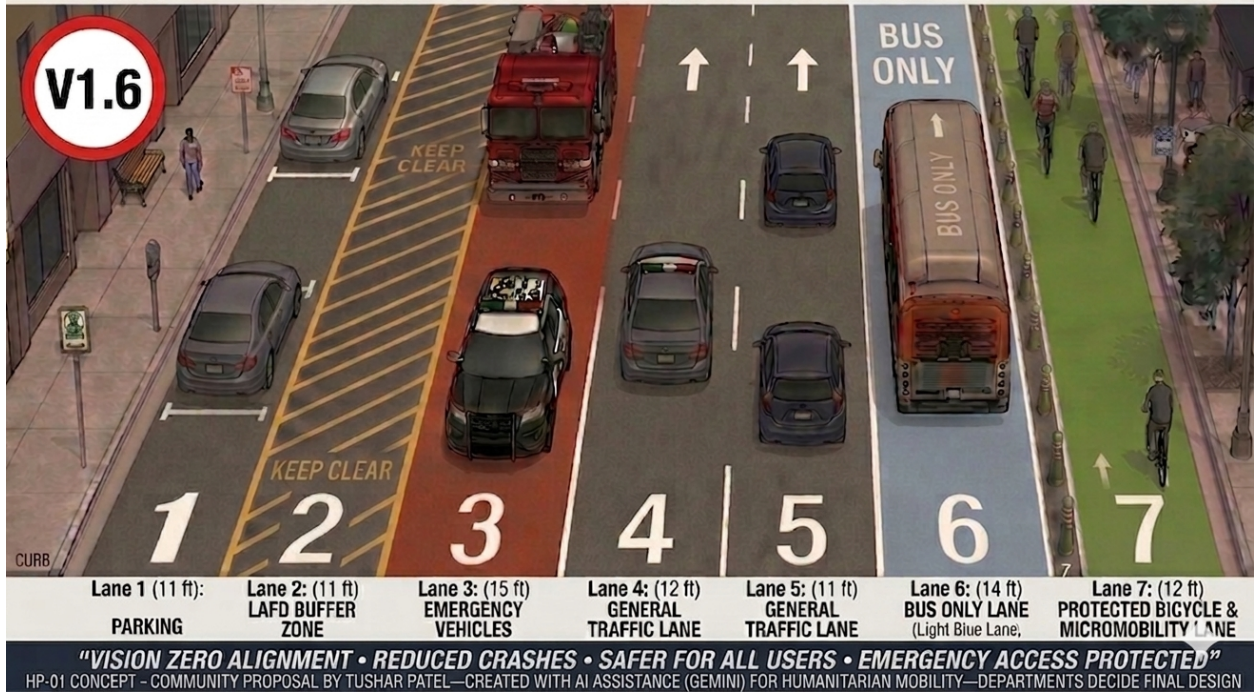 V1.6
BUS
ONLY
KEEP
CLEAR
BUS ONLY
KEEP CLEAR
1 2 3 4 5 6 7
CURB
7
Lane 1 (11 ft):
PARKING
Lane 2: (11 ft)
LAFD BUFFER
ZONE
Lane 3: (15 ft)
EMERGENCY
VEHICLES
Lane 4: (12 ft)
GENERAL
TRAFFIC LANE
Lane 5: (11 ft)
GENERAL
TRAFFIC LANE
Lane 6: (14 ft)
BUS ONLY LANE
(Light Blue Lane,
Lane 7: (12 ft)
PROTECTED BICYCLE &
MICROMOBILITY LANE
"VISION ZERO ALIGNMENT • REDUCED CRASHES • SAFER FOR ALL USERS • EMERGENCY ACCESS PROTECTED"
HP-01 CONCEPT - COMMUNITY PROPOSAL BY TUSHAR PATEL—CREATED WITH AI ASSISTANCE (GEMINI) FOR HUMANITARIAN MOBILITY—DEPARTMENTS DECIDE FINAL DESIGN